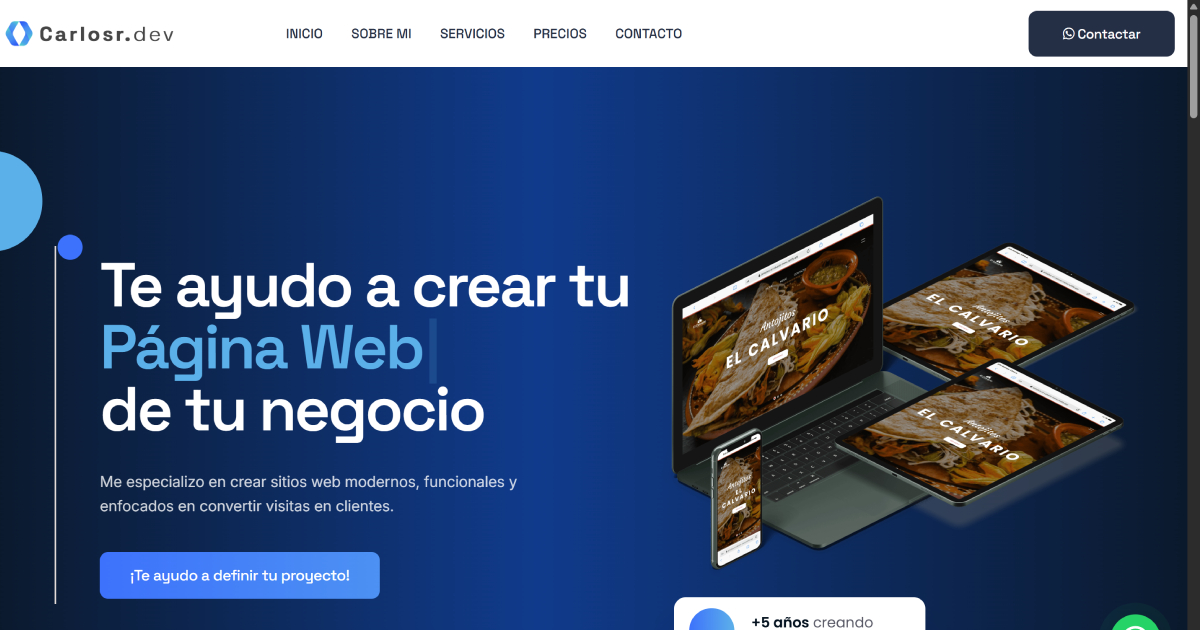 Carlosr.dev
INICIO
SOBRE MI
SERVICIOS
PRECIOS
CONTACTO
Contactar
Te ayudo a crear tu
Página Web
de tu negocio
Me especializo en crear sitios web modernos, funcionales y
enfocados en convertir visitas en clientes.
¡Te ayudo a definir tu proyecto!
Antojitos
EL CALVARIO
Antojitos
EL CALVARIO
Antojitos
EL CALVARIO
Antojitos
EL
CALVARIO
+5 años creando